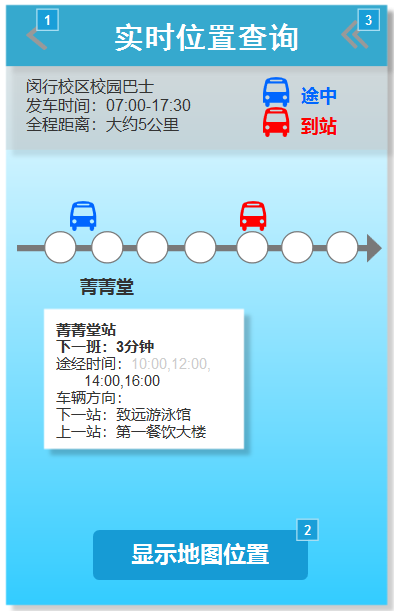 1
实时位置查询
3
闵行校区校园巴士
发车时间：07:00-17:30
全程距离：大约5公里
途中
到站
菁菁堂
菁菁堂站
下一班：3分钟
途经时间：10:00,12:00,
14:00,16:00
车辆方向：
下一站：致远游泳馆
上一站：第一餐饮大楼
2
显示地图位置